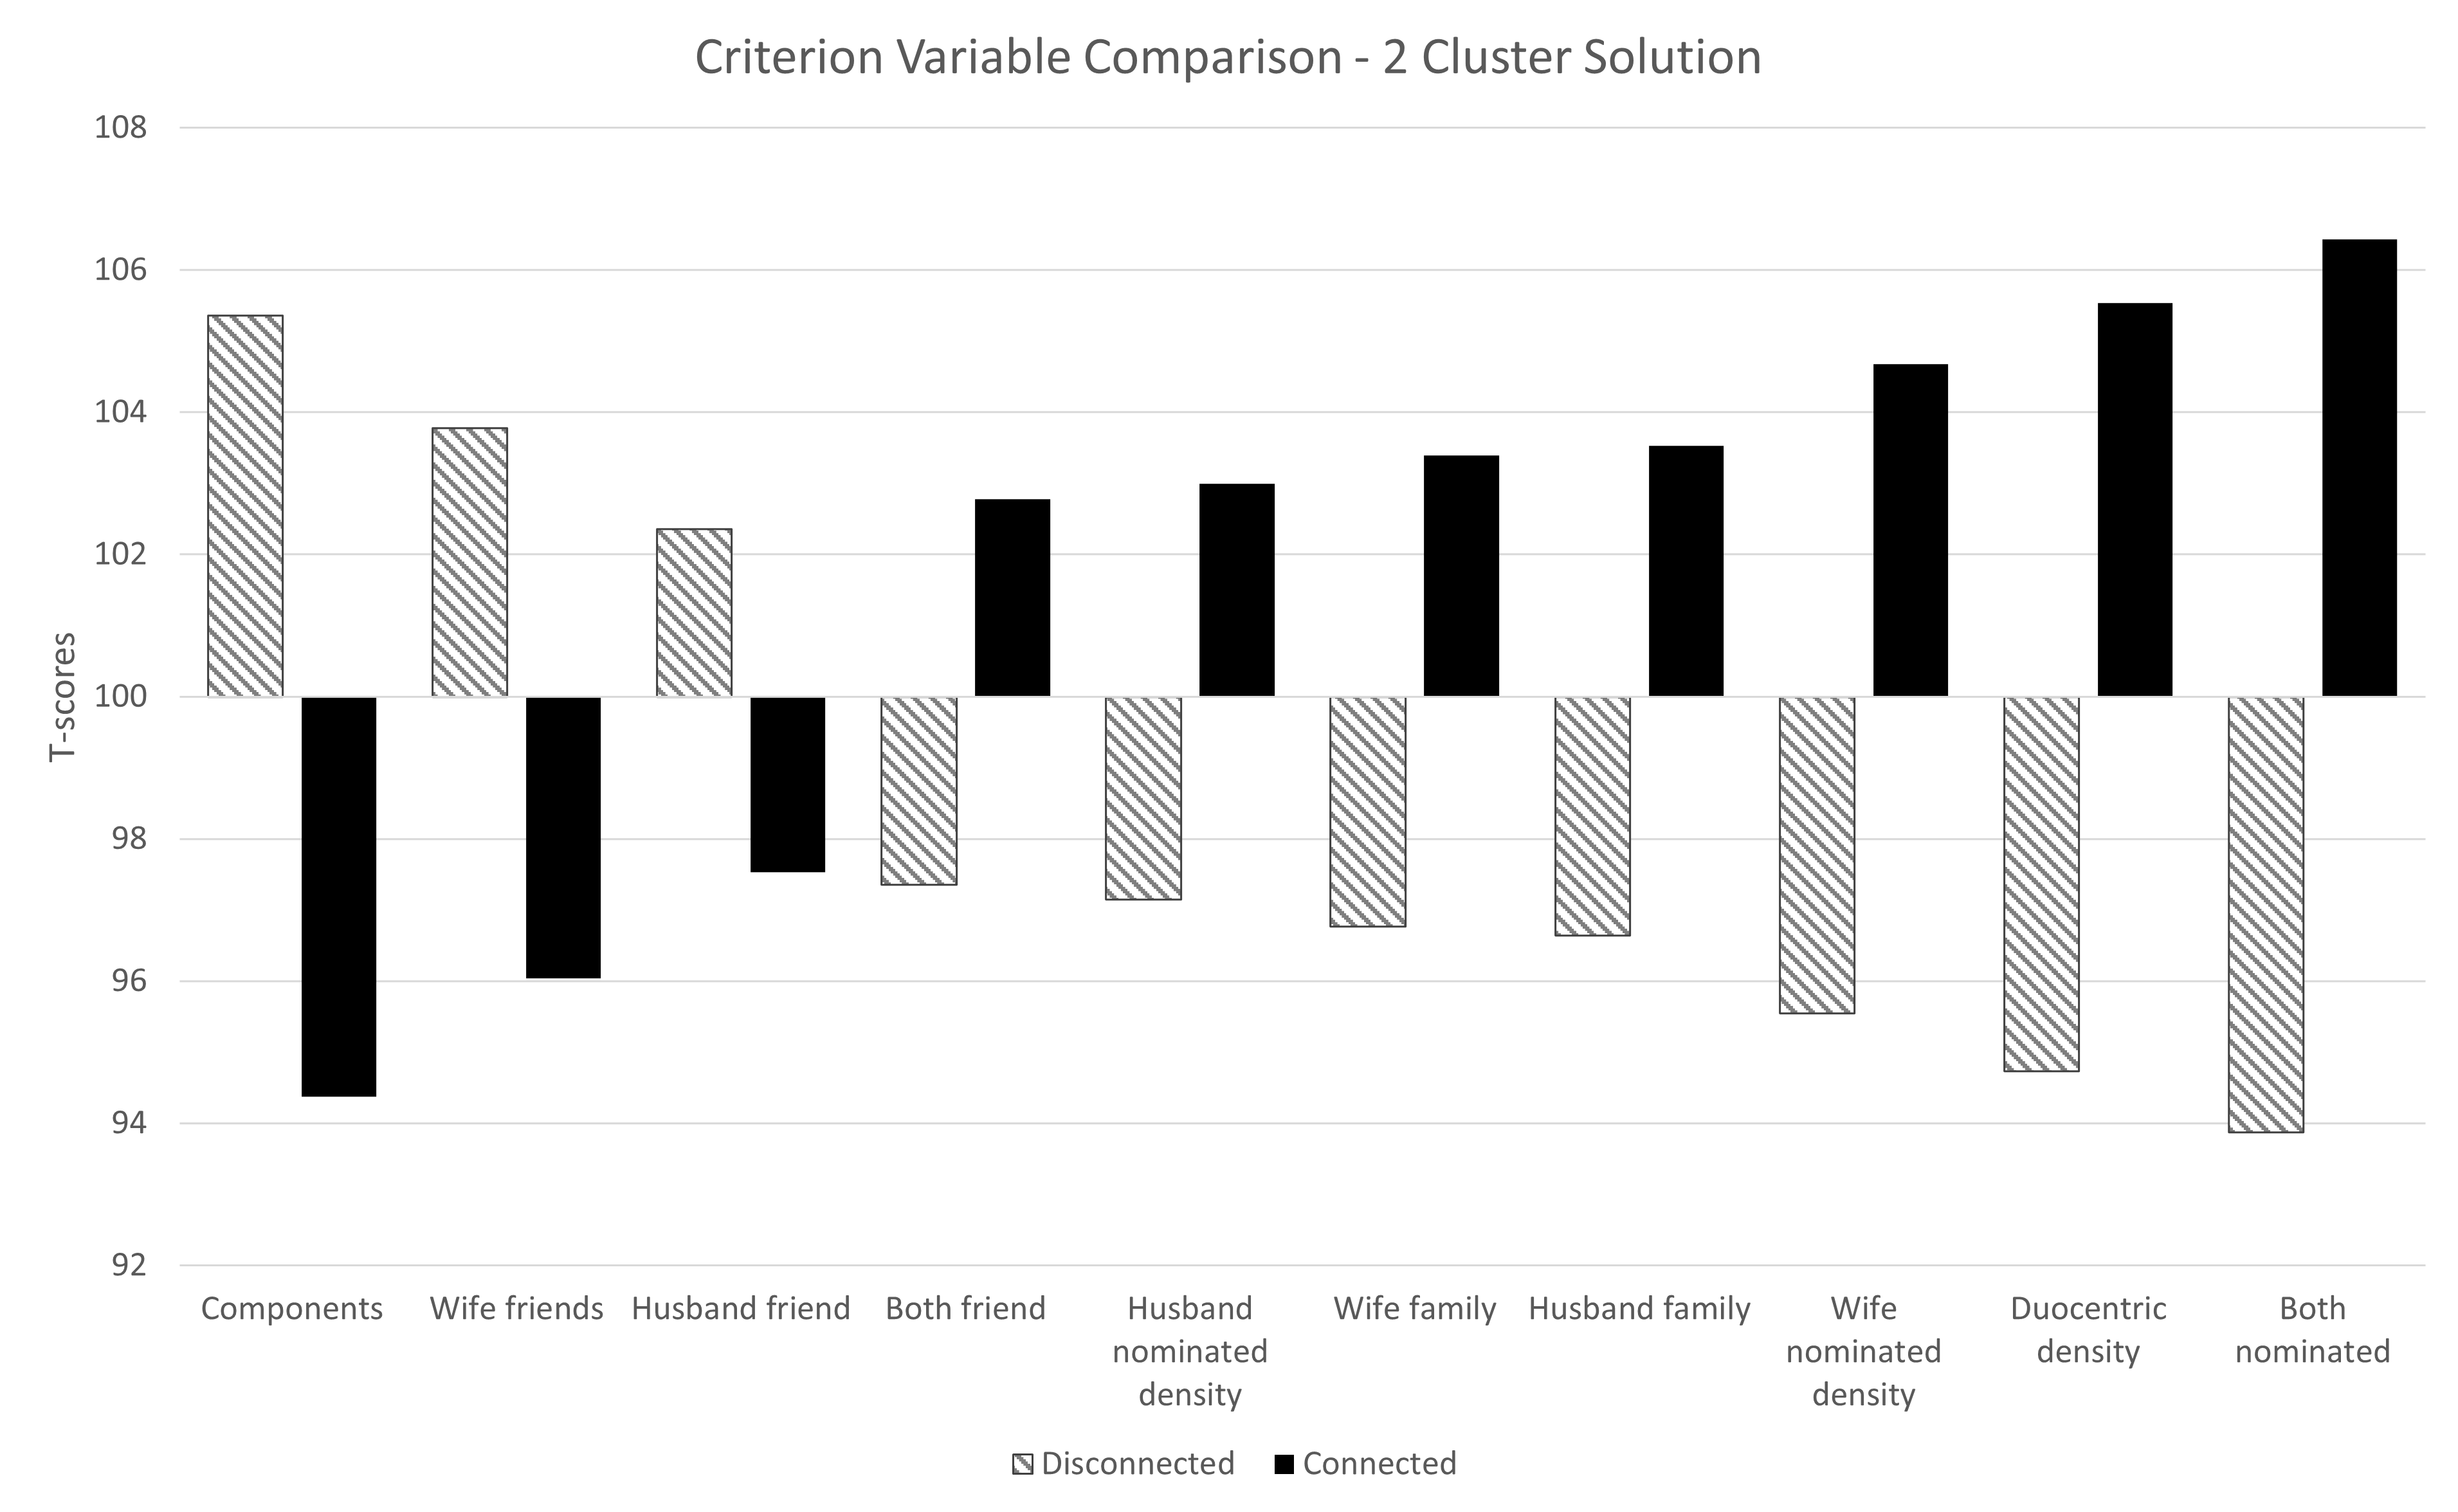 Criterion Variable Comparison - 2 Cluster Solution
108
106
104
102
100
98
96
94
92
T-scores
Components
Wife friends
Husband friend
Both friend
Husband
nominated
density
Wife family
Husband family
Wife
nominated
density
Duocentric
density
Both
nominated
Disconnected
Connected